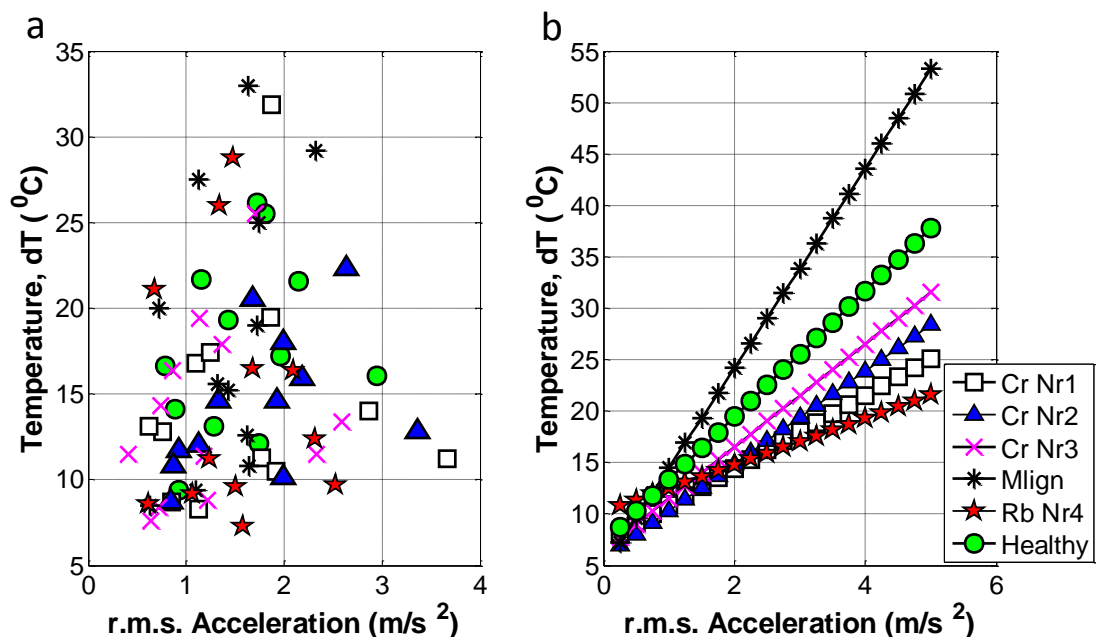 a
b
35
30
25
20
15
10
5
0
1
2
3
4
Temperature, dT ( ⁰C)
r.m.s. Acceleration (m/s ²)
55
50
45
40
35
30
25
20
15
10
5
0
2
4
6
Temperature, dT ( ⁰C)
r.m.s. Acceleration (m/s ²)
Cr Nr1
Cr Nr2
Cr Nr3
Mlign
Rb Nr4
Healthy